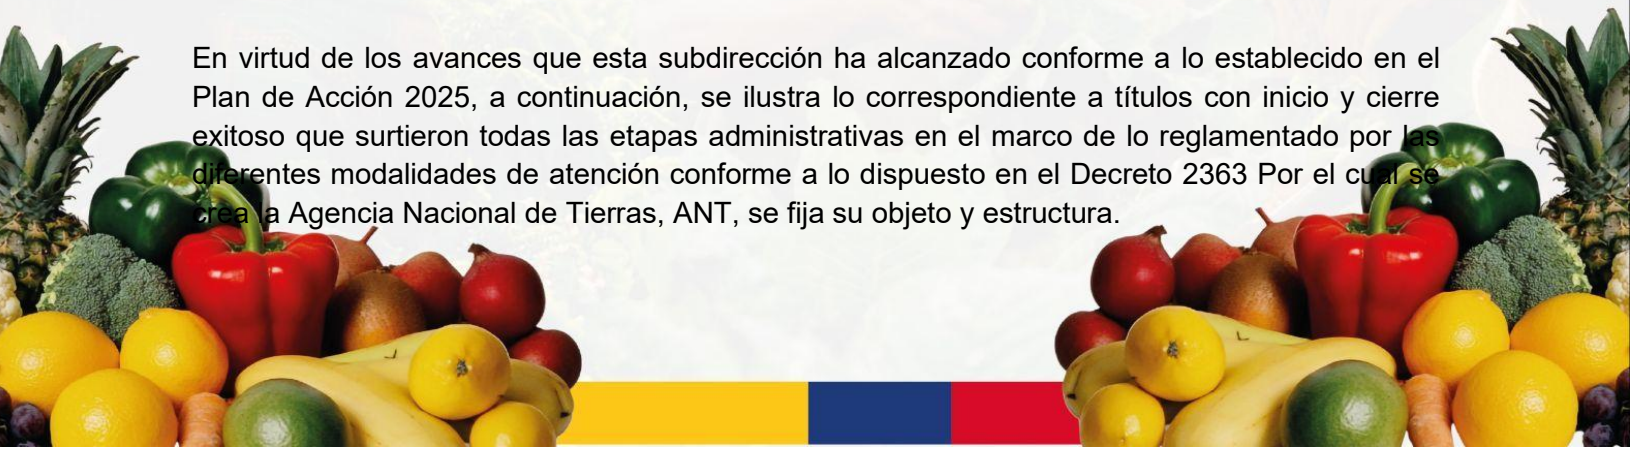 En virtud de los avances que esta subdirección ha alcanzado conforme a lo establecido en el
Plan de Acción 2025, a continuación, se ilustra lo correspondiente a títulos con inicio y cierre
exitoso que surtieron todas las etapas administrativas en el marco de lo reglamentado por las
diferentes modalidades de atención conforme a lo dispuesto en el Decreto 2363 Por el cual se
crea la Agencia Nacional de Tierras, ANT, se fija su objeto y estructura.